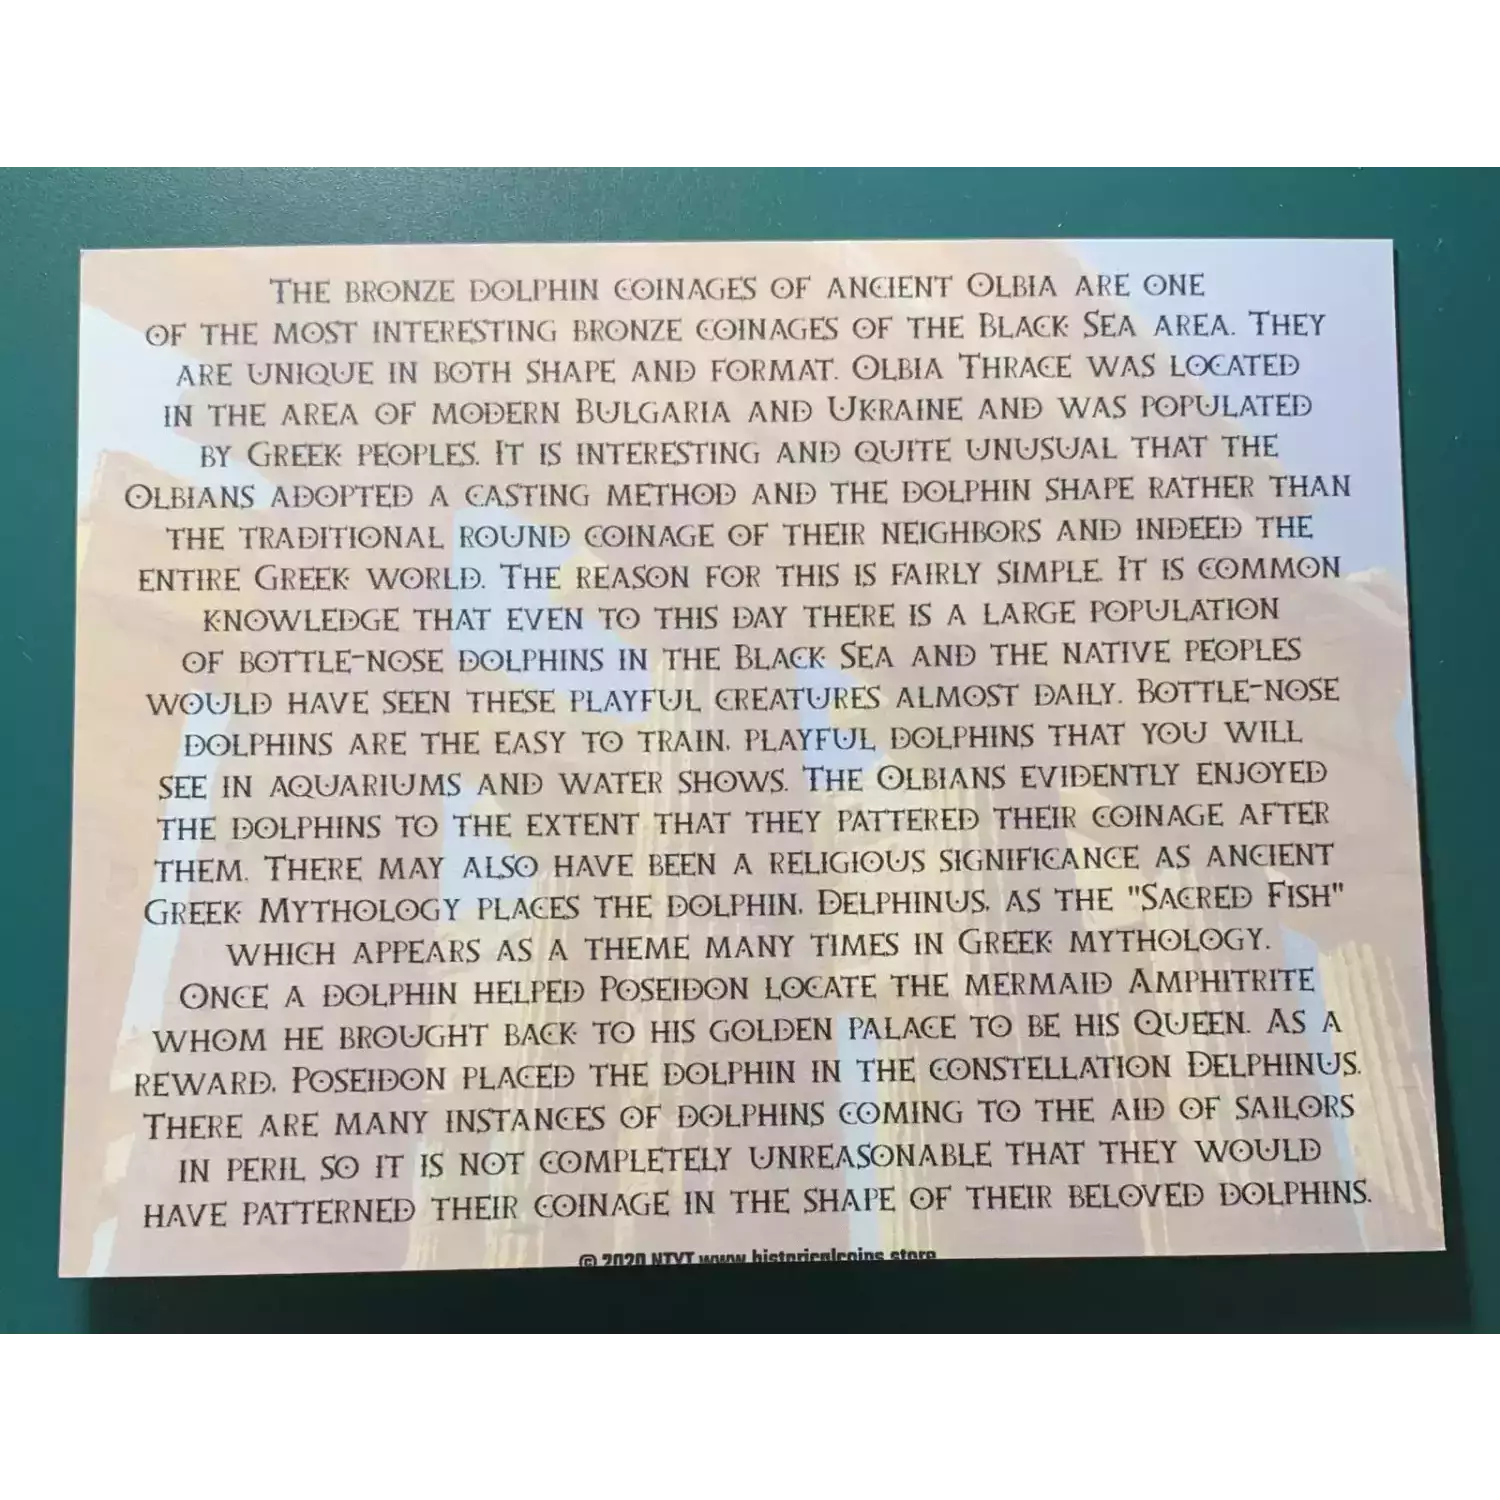 The bronze dolphin coinages of ancient Olbia are one
of the most interesting bronze coinages of the Black Sea area. They
are unique in both shape and format. Olbia Thrace was located
in the area of modern Bulgaria and Ukraine and was populated
by Greek peoples. It is interesting and quite unusual that the
Olbians adopted a casting method and the dolphin shape rather than
the traditional round coinage of their neighbors and indeed the
entire Greek world. The reason for this is fairly simple. It is common
knowledge that even to this day there is a large population
of bottle-nose dolphins in the Black Sea and the native peoples
would have seen these playful creatures almost daily. Bottle-nose
dolphins are the easy to train, playful dolphins that you will
see in aquariums and water shows. The Olbians evidently enjoyed
the dolphins to the extent that they pattered their coinage after
them. There may also have been a religious significance as ancient
Greek Mythology places the dolphin, Delphinus, as the "Sacred Fish"
which appears as a theme many times in Greek mythology.
Once a dolphin helped Poseidon locate the mermaid Amphitrite
whom he brought back to his golden palace to be his Queen. As a
reward, Poseidon placed the dolphin in the constellation Delphinus.
There are many instances of dolphins coming to the aid of sailors
in peril so it is not completely unreasonable that they would
have patterned their coinage in the shape of their beloved dolphins.
© 2020 NTYT www.historicalcoins.store